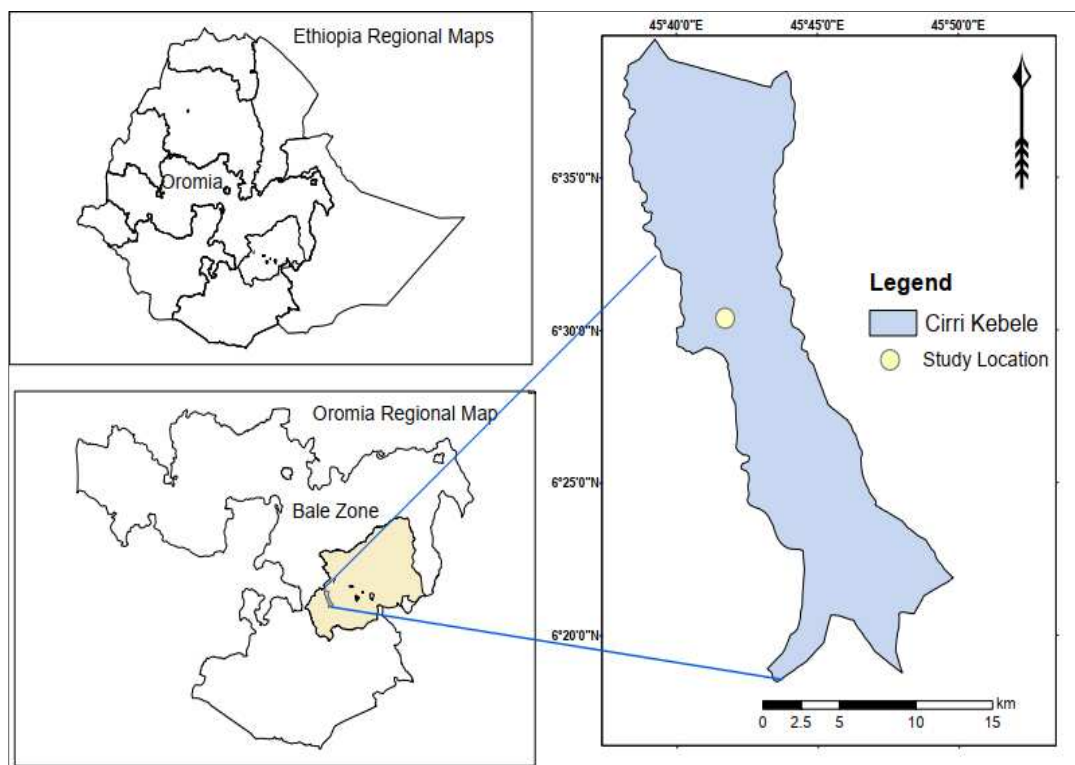 Ethiopia Regional Maps
Oromia
Oromia Regional Map
Bale Zone
45°40'0"E 45°45'0"E 45°50'0"E
6°35'0"N
6°30'0"N
6°25'0"N
6°20'0"N
Legend
Cirri Kebele
Study Location
km
0 2.5 5 10 15